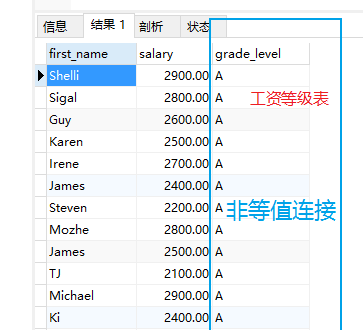 信息 结果 1 剖析 状态
first_name salary grade_level
Shelli 2900.00 A
Sigal 2800.00 A
工资等级表
Guy 2600.00 A
Karen 2500.00 A
Irene 2700.00 A
James 2400.00 A
Steven 2200.00 A
非等值连接
Mozhe 2800.00 A
James 2500.00 A
TJ 2100.00 A
Michael 2900.00 A
Ki 2400.00 A